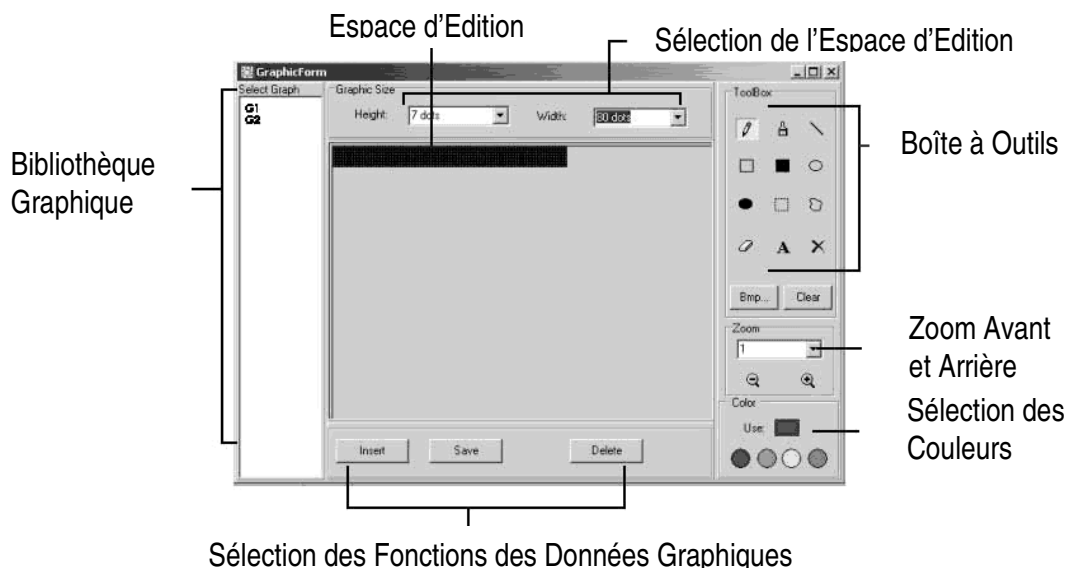 Espace d'Edition
Sélection de l'Espace d'Edition
GraphicForm
Select Graph
G1
G2
Graphic Size
Height: 7 dots
Width: 80 dots
ToolBox
A
Bmp... Clear
Zoom
1
Color
Use:
Insert Save Delete
Bibliothèque
Graphique
Boîte à Outils
Zoom Avant
et Arrière
Sélection des
Couleurs
Sélection des Fonctions des Données Graphiques